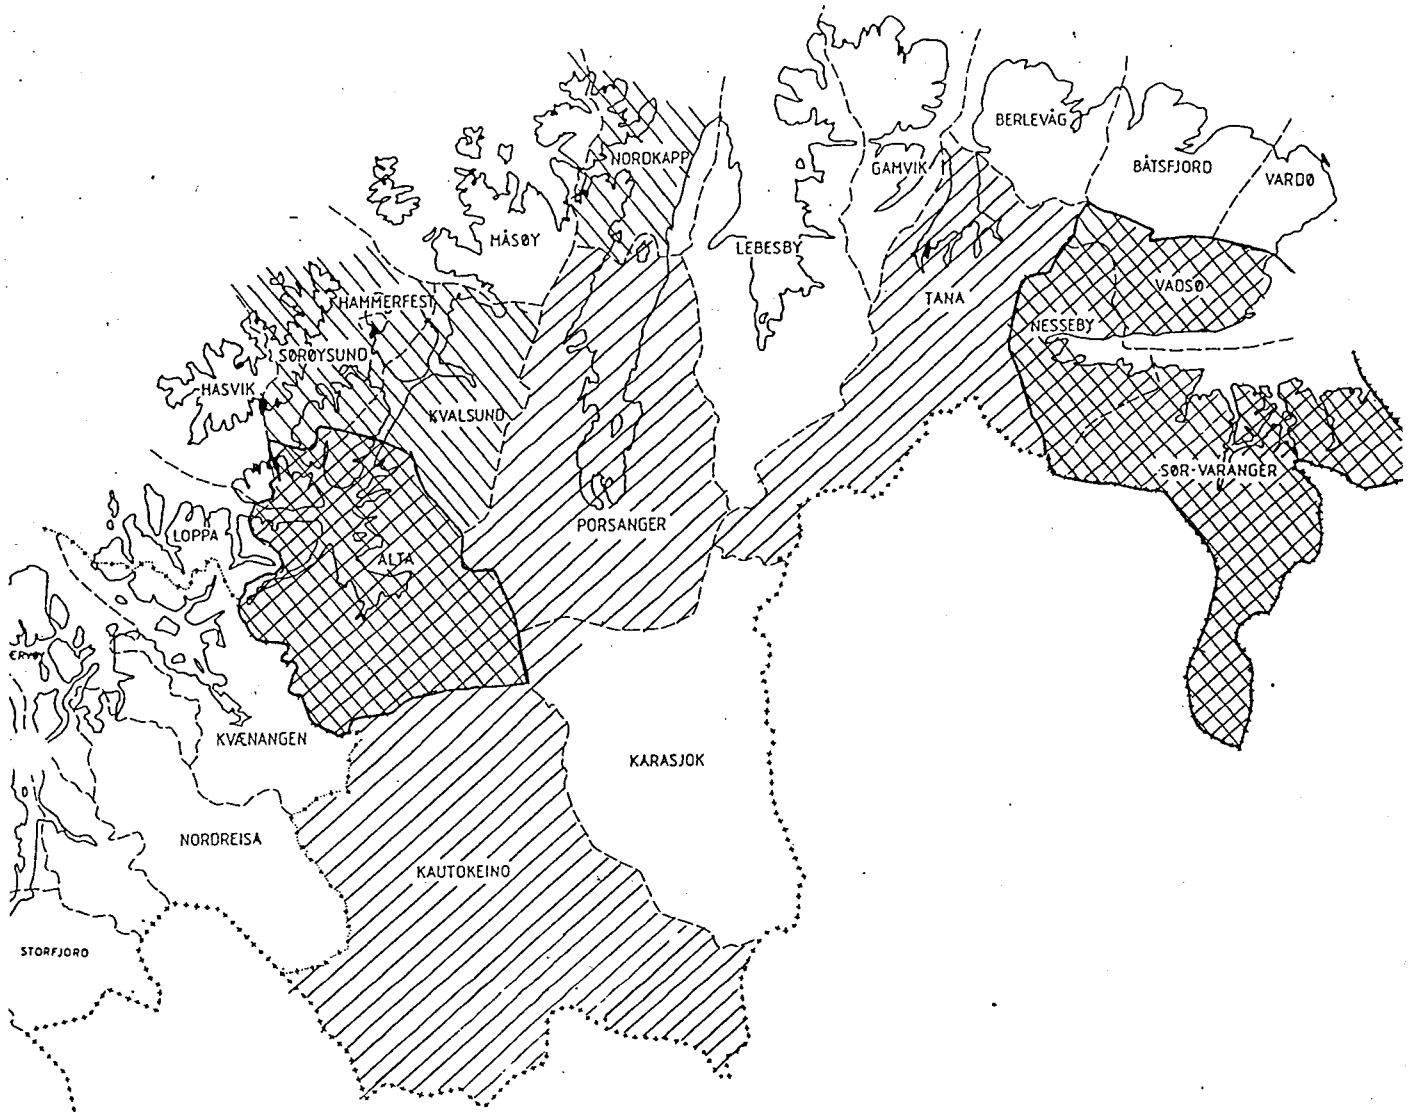 BERLEVÅG
NORDKAPP
GAMVIK
BÅTSFJORD
VARDØ
MÅSØY
LEBESBY
HAMMERFEST
TANA
VADSØ
NESSEBY
SØRØYSUND
HASVIK
KVALSUND
SØR-VARANGER
LOPPA
PORSANGER
ALTA
KVÆNANGEN
KARASJOK
NORDREISA
KAUTOKEINO
STORFJORD